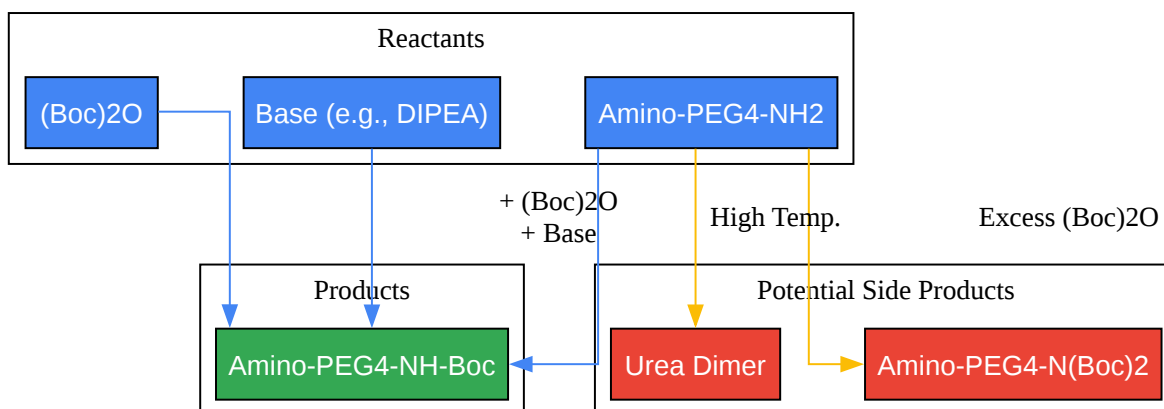 Reactants
(Boc)2O
Base (e.g., DIPEA)
Amino-PEG4-NH2
+ (Boc)2O
+ Base
High Temp.
Excess (Boc)2O
Products
Potential Side Products
Amino-PEG4-NH-Boc
Urea Dimer
Amino-PEG4-N(Boc)2